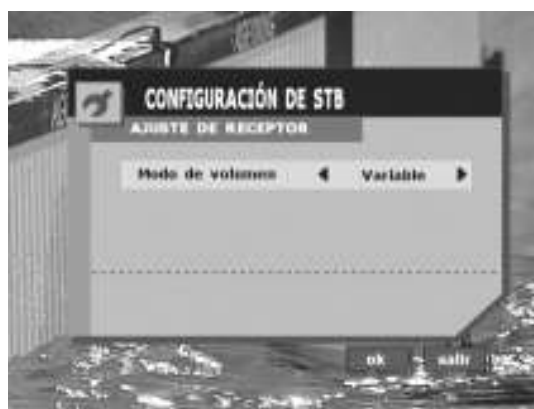 CONFIGURACIÓN DE STB
AJUSTE DE RECEPTOR
Modo de volumen Variable
ok salir